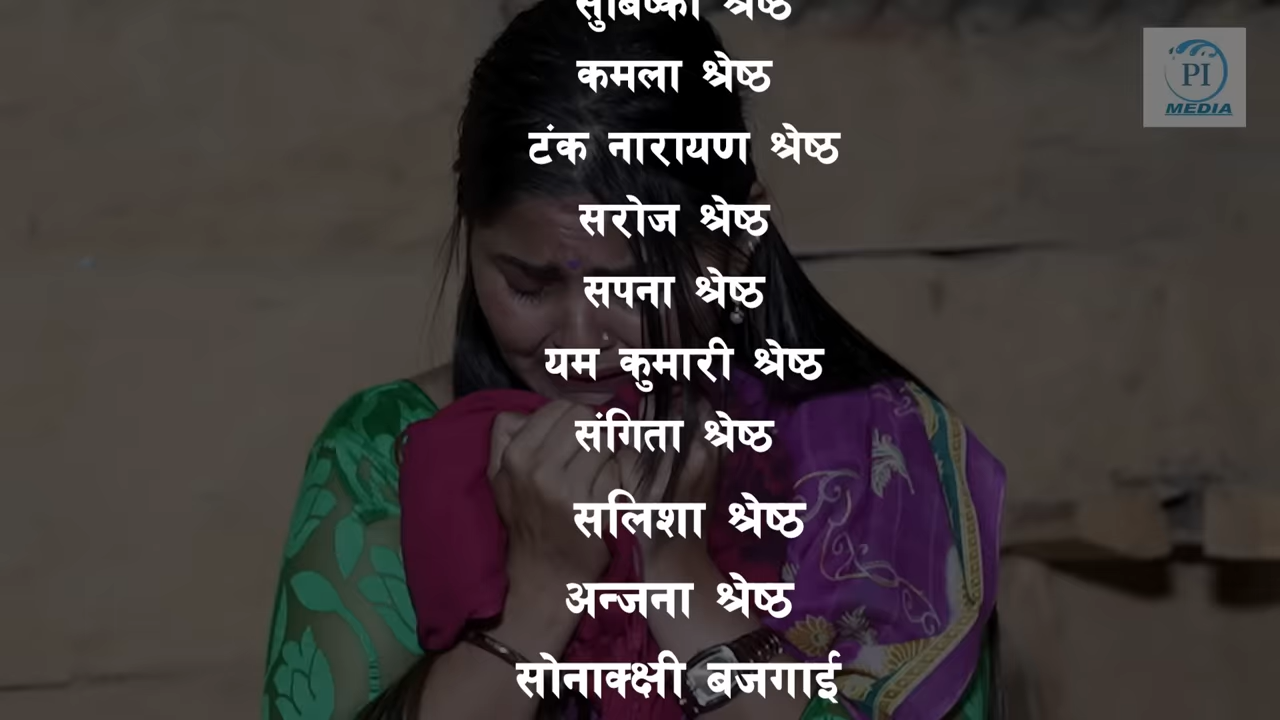 श्रेष्ठ
कमला श्रेष्ठ
टंक नारायण श्रेष्ठ
सरोज श्रेष्ठ
सपना श्रेष्ठ
यम कुमारी श्रेष्ठ
संगिता श्रेष्ठ
सलिशा श्रेष्ठ
अन्जना श्रेष्ठ
सोनाक्क्षी बजगाई
PI
MEDIA